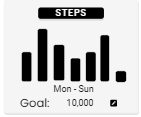 STEPS
Mon - Sun
Goal: 10,000